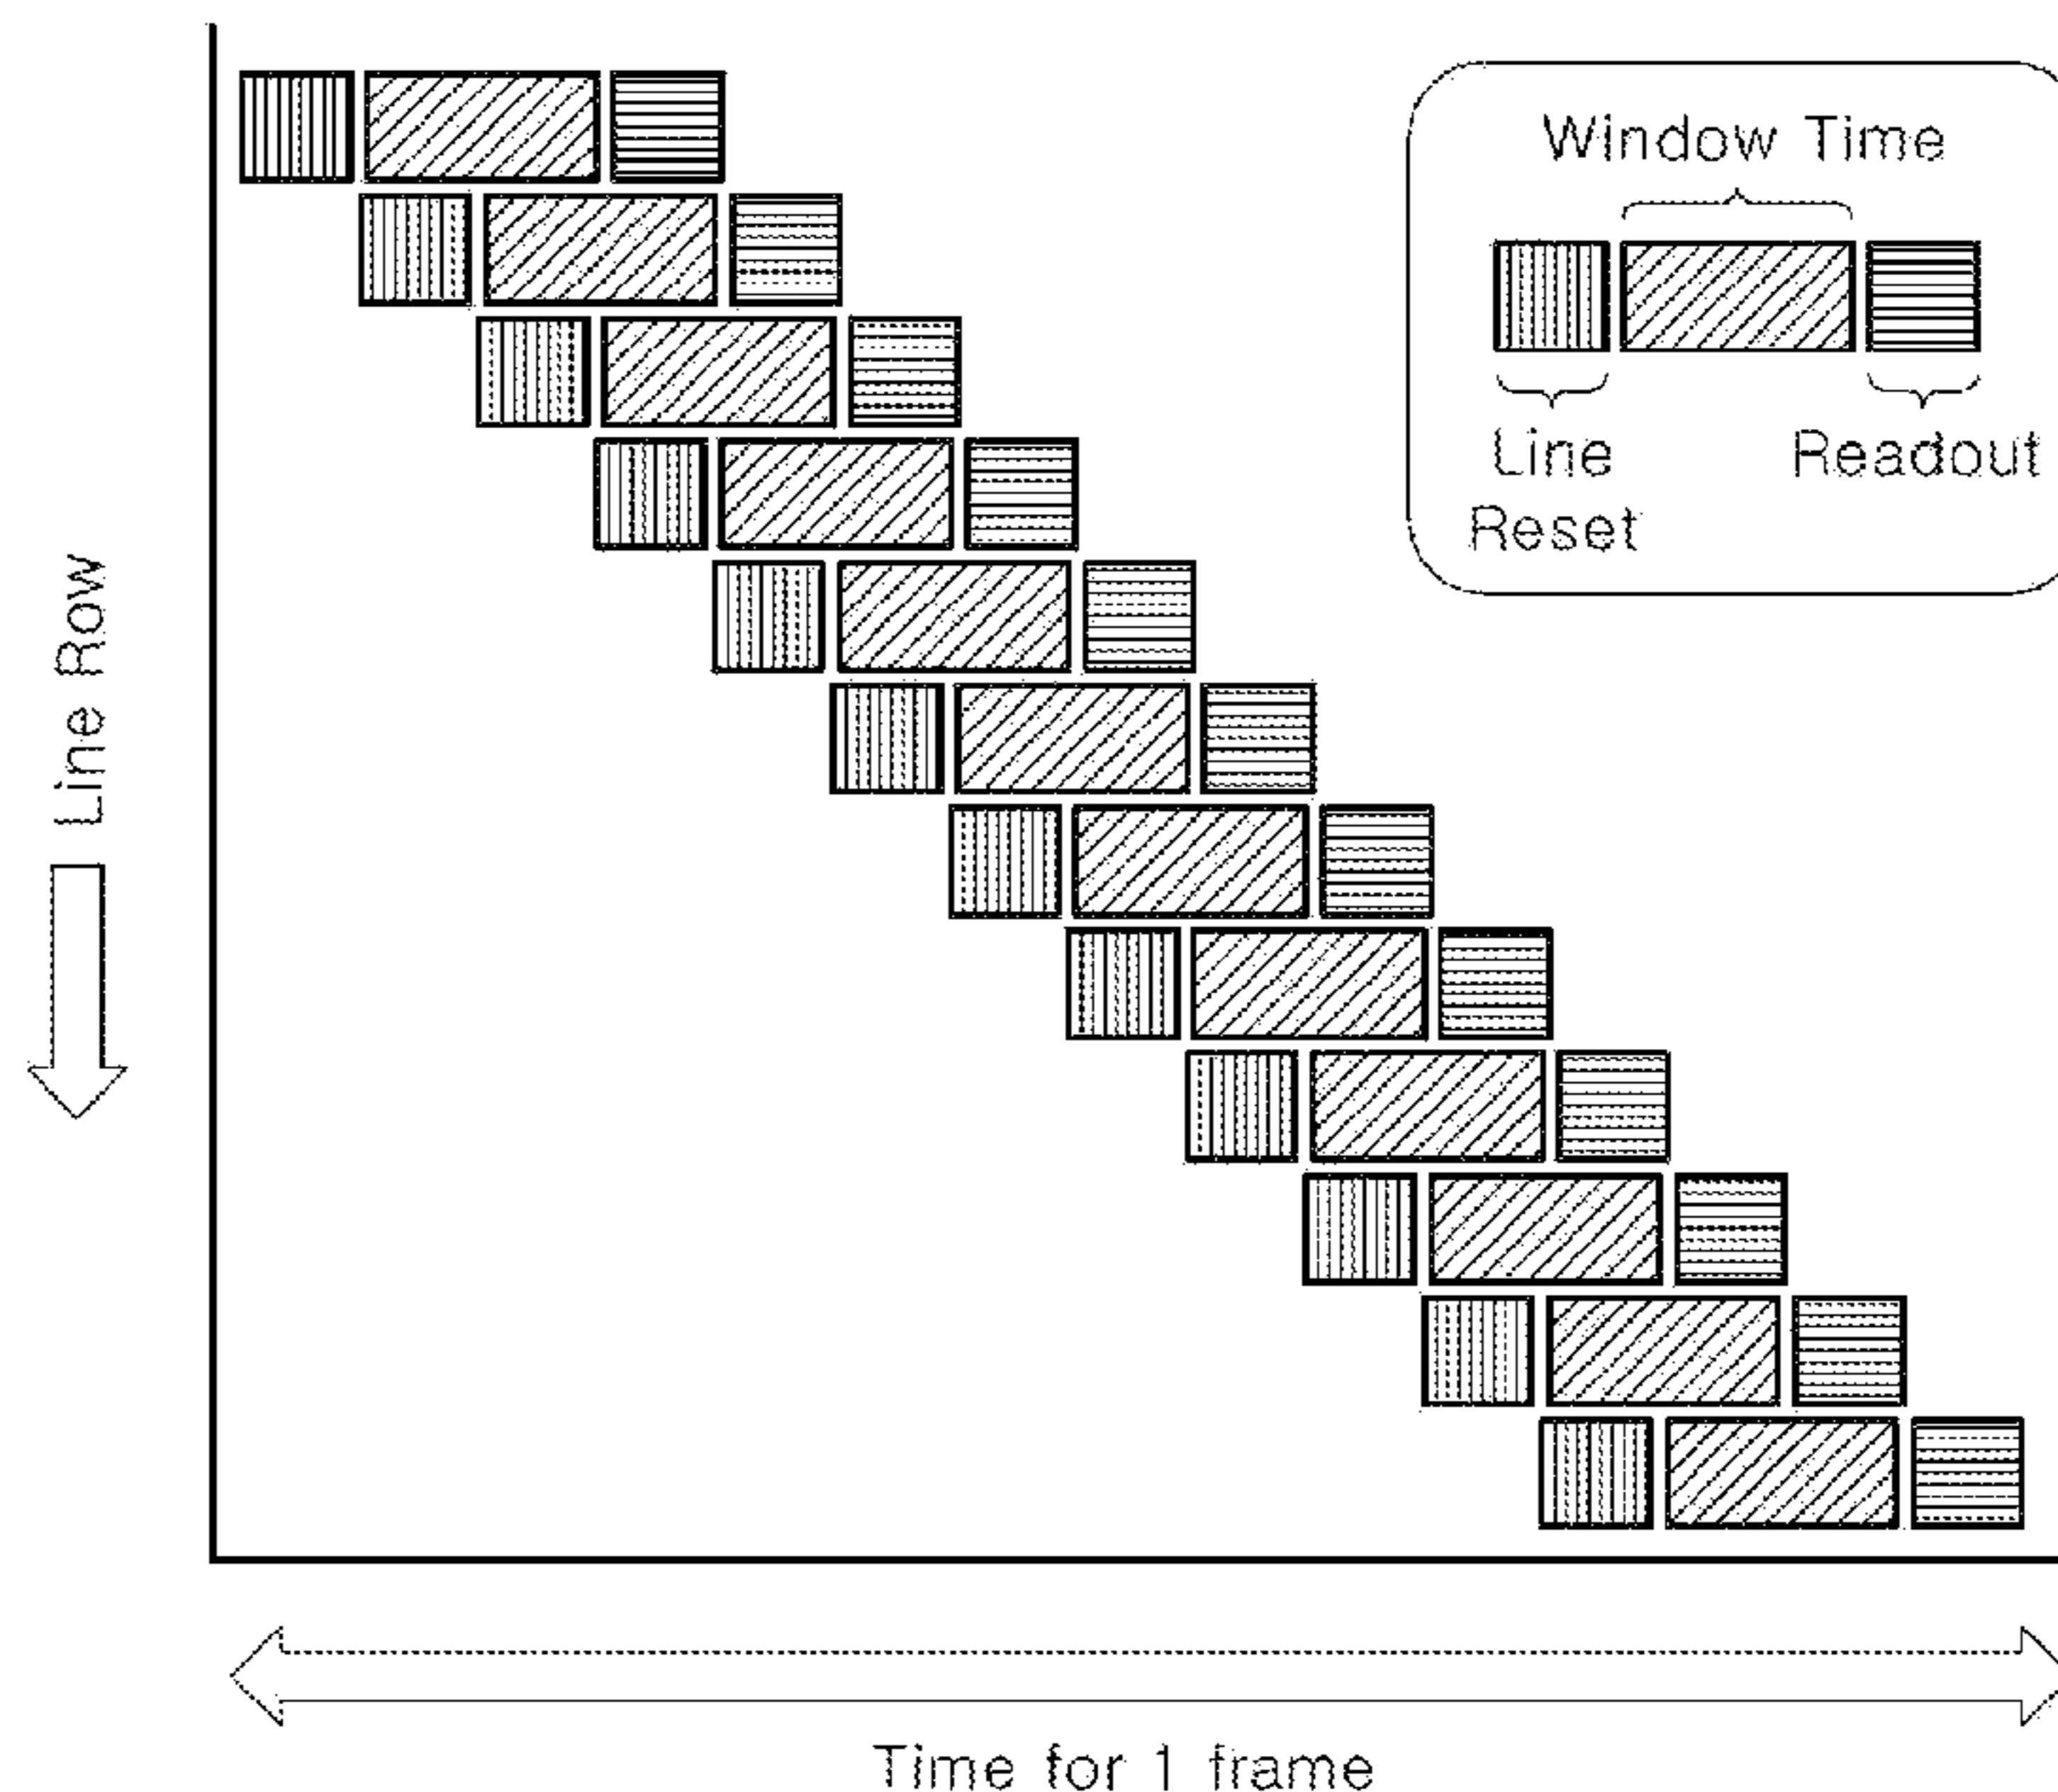 Window Time
Line
Reset
Readout
Line Row
Time for 1 frame